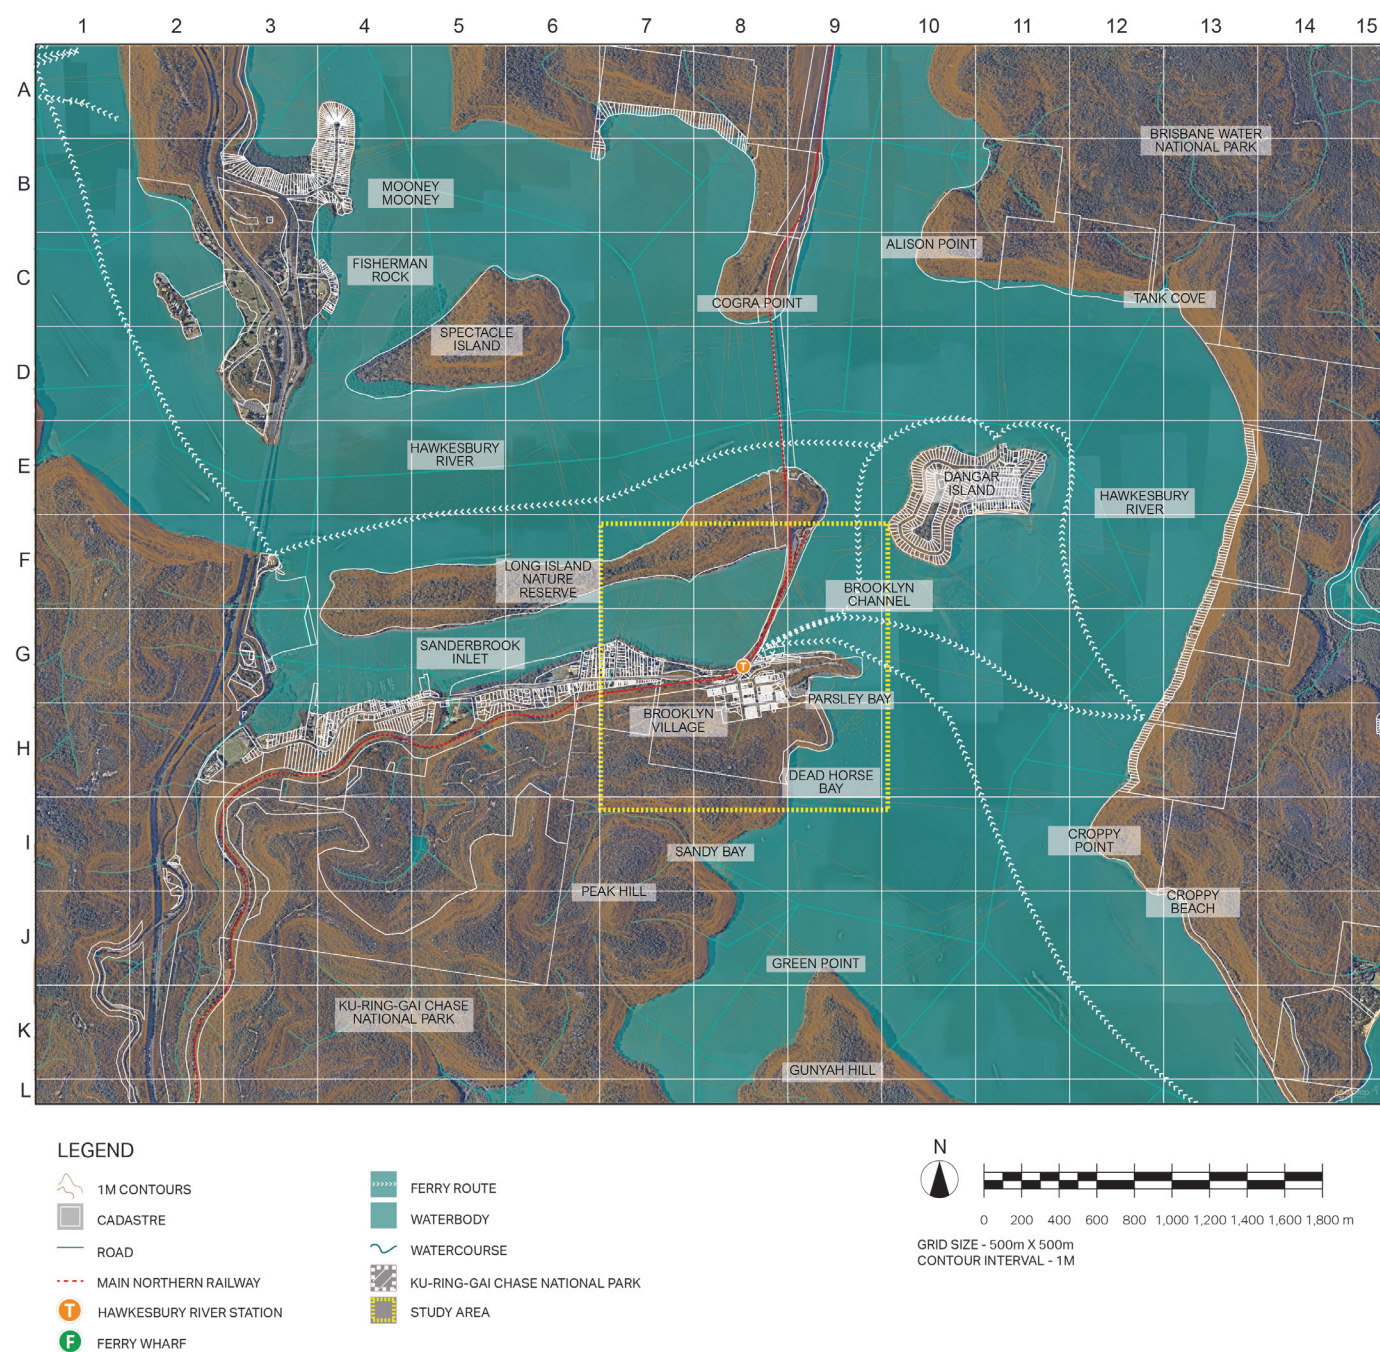 1 2 3 4 5 6 7 8 9 10 11 12 13 14 15
A
BRISBANE WATER
NATIONAL PARK
B
MOONEY
MOONEY
ALISON POINT
C
FISHERMAN
ROCK
TANK COVE
COGRA POINT
SPECTACLE
ISLAND
D
HAWKESBURY
RIVER
E
DANGAR
ISLAND
HAWKESBURY
RIVER
F
LONG ISLAND
NATURE
RESERVE
BROOKLYN
CHANNEL
G
SANDERBROOK
INLET
T
PARSLEY BAY
BROOKLYN
VILLAGE
H
DEAD HORSE
BAY
I
CROPPY
POINT
SANDY BAY
PEAK HILL
CROPPY
BEACH
J
GREEN POINT
KU-RING-GAI CHASE
NATIONAL PARK
K
GUNYAH HILL
L
LEGEND
1M CONTOURS
CADASTRE
ROAD
MAIN NORTHERN RAILWAY
T HAWKESBURY RIVER STATION
F FERRY WHARF
FERRY ROUTE
WATERBODY
WATERCOURSE
KU-RING-GAI CHASE NATIONAL PARK
STUDY AREA
N
0 200 400 600 800 1,000 1,200 1,400 1,600 1,800 m
GRID SIZE - 500m X 500m
CONTOUR INTERVAL - 1M